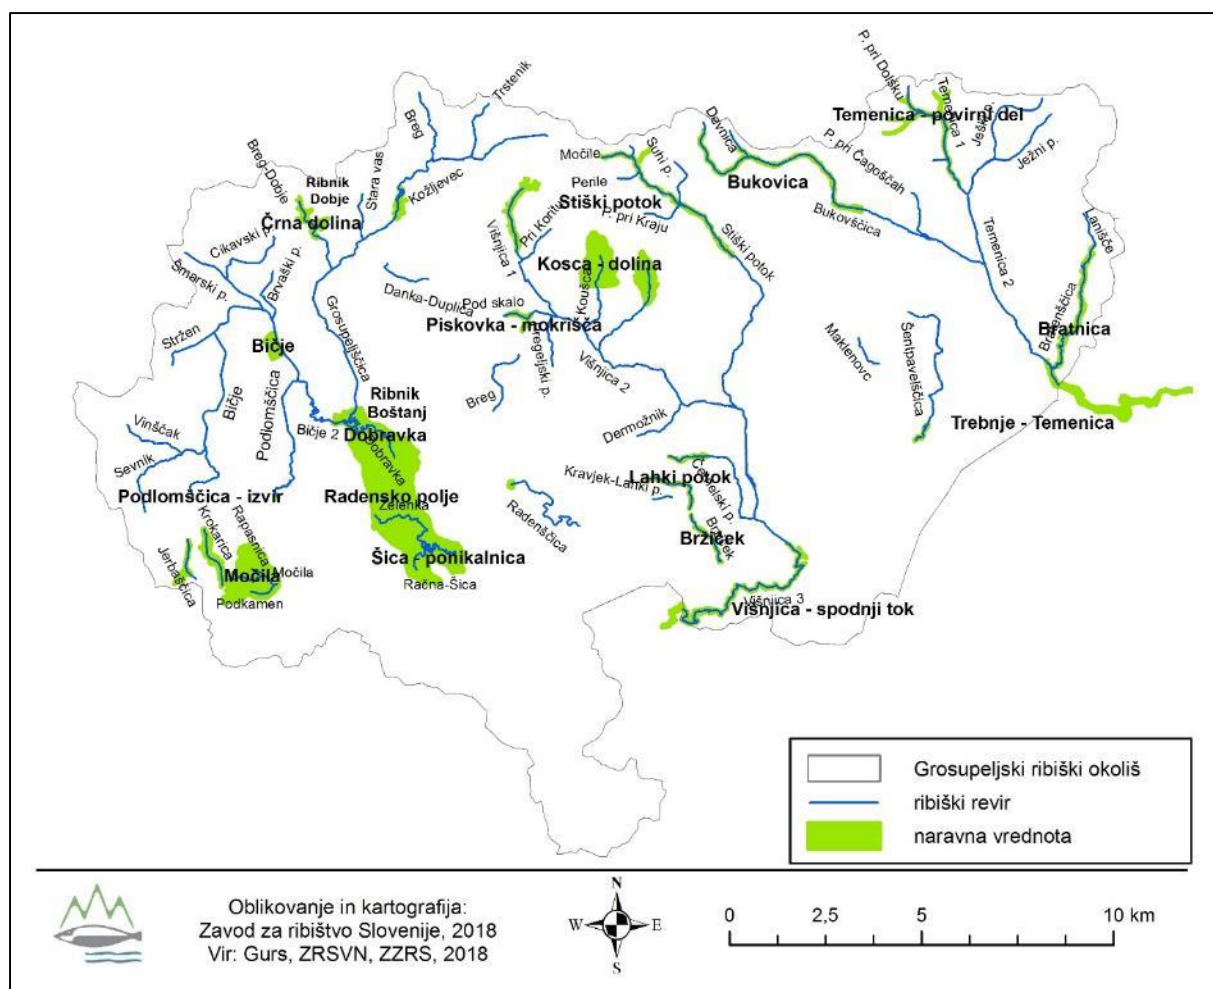 P. pri Dolšku
Temenica 1
Temenica - povirni del
Ješki p.
Ježni p.
Trstenik
Breg
Devnica
P. pri Čagoščah
Močile
Suhi p.
Bukovica
Breg-Dobje
Ribnik
Dobje
Stara vas
Kožljevec
Perile
Stiški potok
P. pri Kraju
Bukovščica
Lanišče
Črna dolina
Cikavski p.
Pri Kontu
Višnjica 1
Stiški potok
Temenica 2
Šmarski p.
Brvaški p.
Kosca - dolina
Danka-Duplica
Pod skalo
Koušca
Grosupeljščica
Piskovka - mokrišča
Stržen
Bičje
Bratnica
Maklenovc
Šentpavelščica
Višnjica 2
Breg
Bičje
Podlomščica
Ribnik
Boštanj
Dobravka
Bičje 2
Dobravka
Vinščak
Sevnik
Dermožnik
Trebnje - Temenica
Podlomščica - izvir
Radensko polje
Zelenka
Lahki potok
Kravjek-Lahki p.
Radenščica
Bržiček
Bržiček
Krokarica
Rapasnica
Jerbaščica
Močila
Močila
Podkamen
Šica - ponikalnica
Račna-Šica
Višnjica 3
Višnjica - spodnji tok
Grosupeljski ribiški okoliš
ribiški revir
naravna vrednota
Oblikovanje in kartografija:
Zavod za ribištvo Slovenije, 2018
Vir: Gurs, ZRSVN, ZZRS, 2018
N
W
E
S
0
2,5
5
10 km